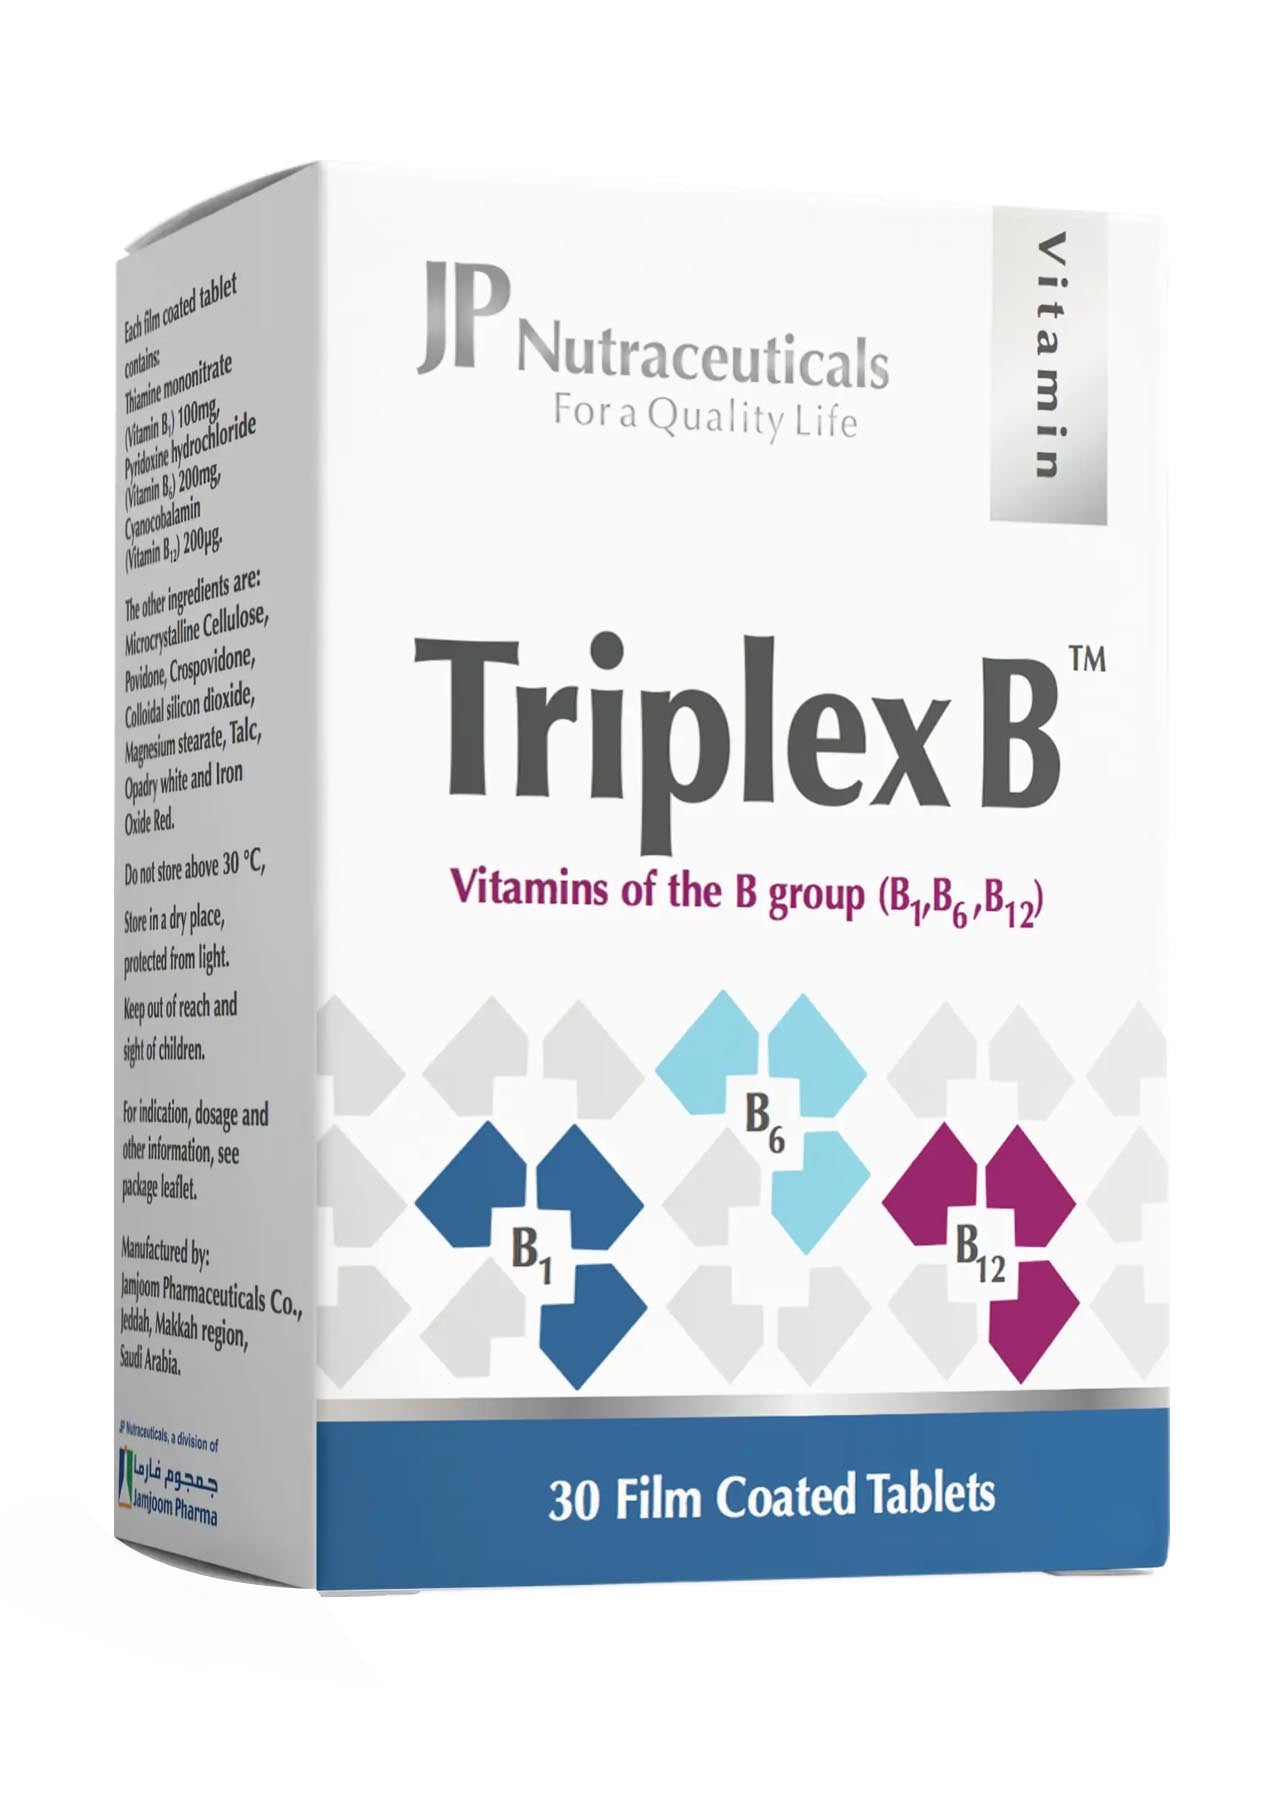 JP Nutraceuticals
For a Quality Life
Vitamin
Triplex B™
Vitamins of the B group (B₁,B₆,B₁₂)
B₆
B₁
B₁₂
30 Film Coated Tablets
Each film coated tablet
contains:
Thiamine mononitrate
(Vitamin B₁) 100mg,
Pyridoxine hydrochloride
(Vitamin B₆) 200mg,
Cyanocobalamin
(Vitamin B₁₂) 200µg.
The other ingredients are:
Microcrystalline Cellulose,
Povidone, Crospovidone,
Colloidal silicon dioxide,
Magnesium stearate, Talc,
Opadry white and Iron
Oxide Red.
Do not store above 30 °C,
Store in a dry place,
protected from light.
Keep out of reach and
sight of children.
For indication, dosage and
other information, see
package leaflet.
Manufactured by:
Jamjoom Pharmaceuticals Co.,
Jeddah, Makkah region,
Saudi Arabia.
JP Nutraceuticals, a division of
جمجوم فارما
Jamjoom Pharma